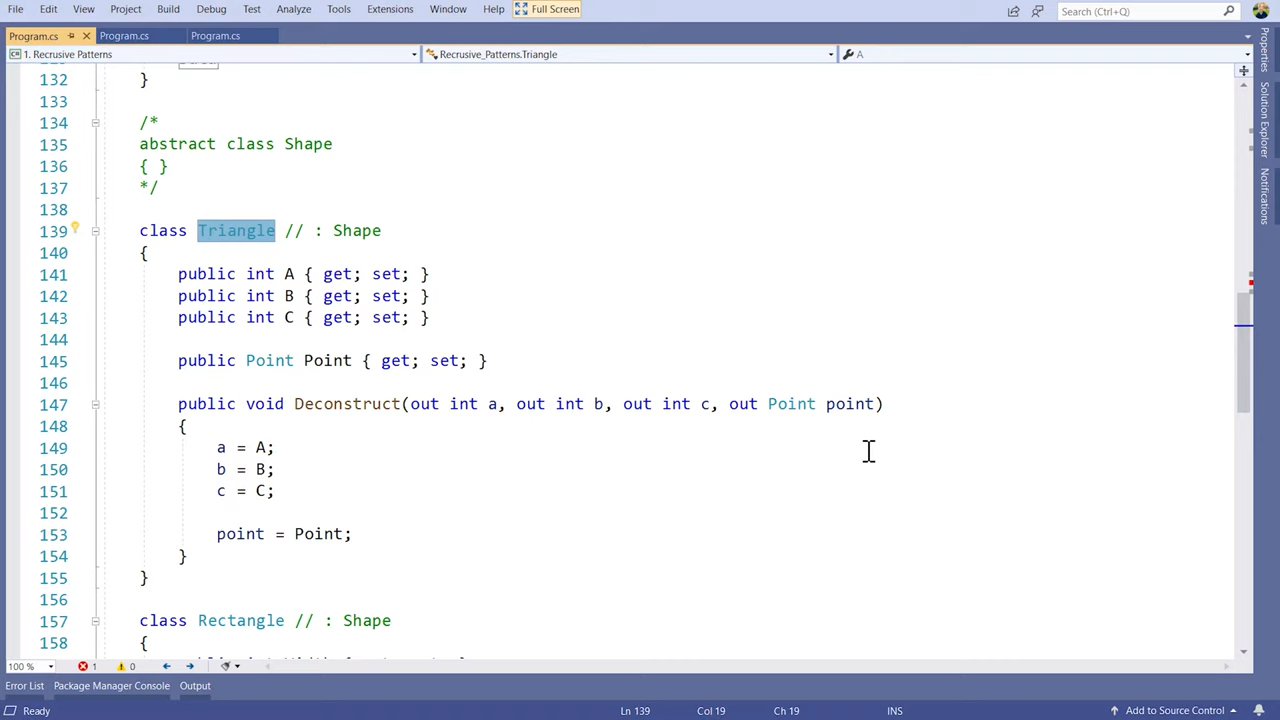 File Edit View Project Build Debug Test Analyze Tools Extensions Window Help Full Screen Search (Ctrl+Q)
Program.cs Program.cs Program.cs
C# 1. Recrusive Patterns Recrusive_Patterns.Triangle A
132 }
133
134 /*
135 abstract class Shape
136 { }
137 */
138
139 class Triangle // : Shape
140 {
141 public int A { get; set; }
142 public int B { get; set; }
143 public int C { get; set; }
144
145 public Point Point { get; set; }
146
147 public void Deconstruct(out int a, out int b, out int c, out Point point)
148 {
149 a = A;
150 b = B;
151 c = C;
152
153 point = Point;
154 }
155 }
156
157 class Rectangle // : Shape
158 {
100 % 1 0
Error List Package Manager Console Output
Ready Ln 139 Col 19 Ch 19 INS Add to Source Control
Properties
Solution Explorer
Notifications